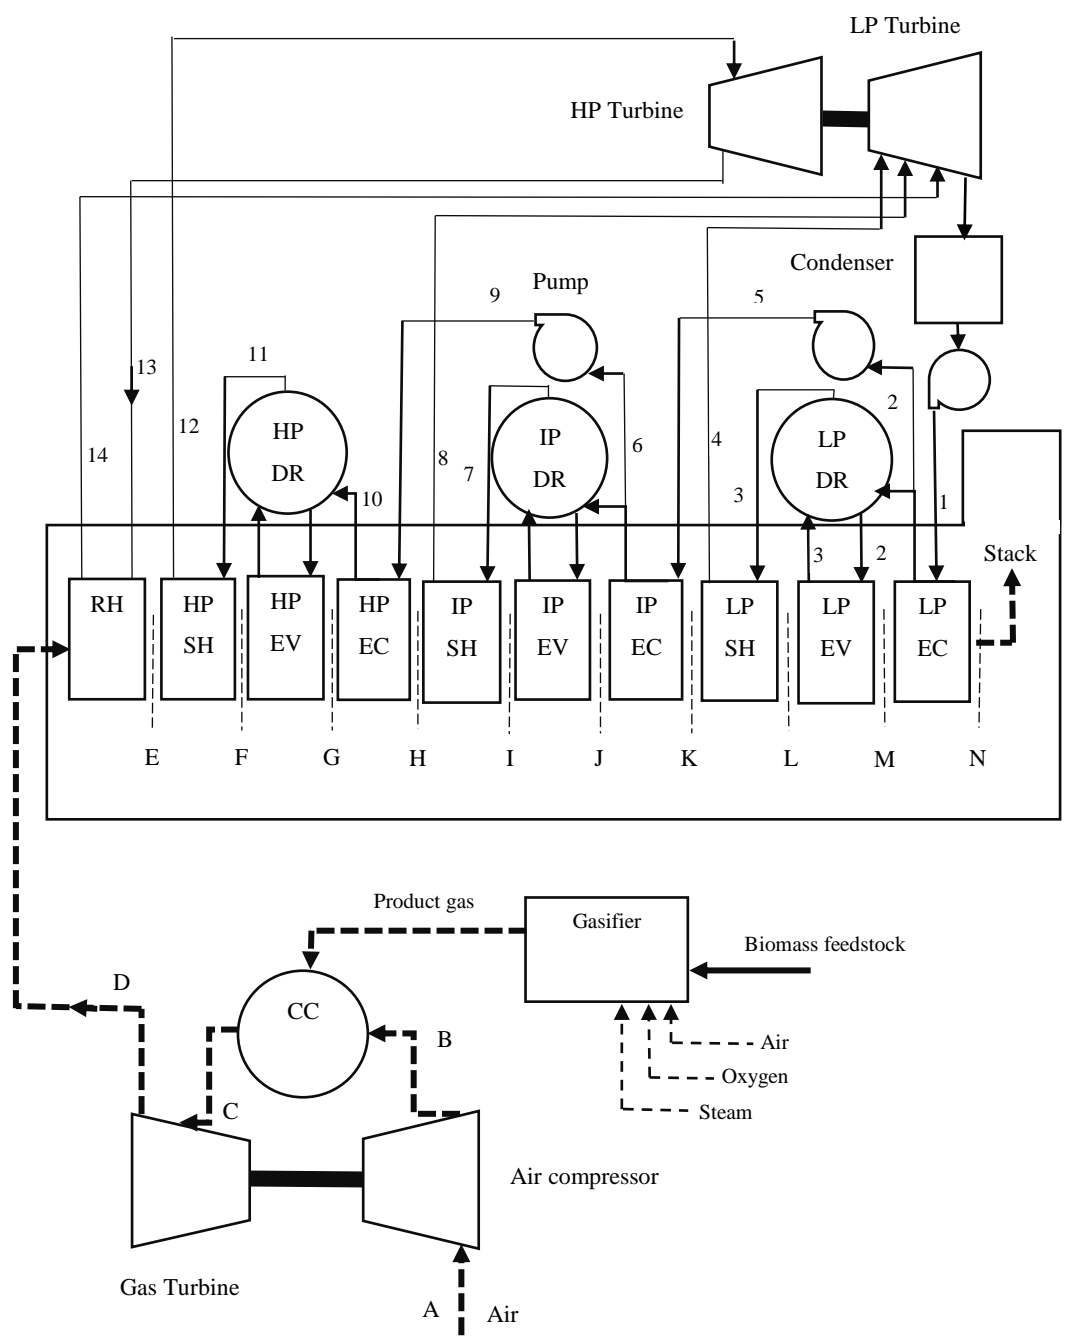 LP Turbine
HP Turbine
Condenser
Pump
9
5
11
13
12
14
2
HP
DR
IP
DR
LP
DR
8
7
6
4
3
10
1
3
2
Stack
RH
HP
SH
HP
EV
HP
EC
IP
SH
IP
EV
IP
EC
LP
SH
LP
EV
LP
EC
E
F
G
H
I
J
K
L
M
N
Product gas
Gasifier
Biomass feedstock
D
CC
B
Air
Oxygen
Steam
C
Air compressor
Gas Turbine
A
Air